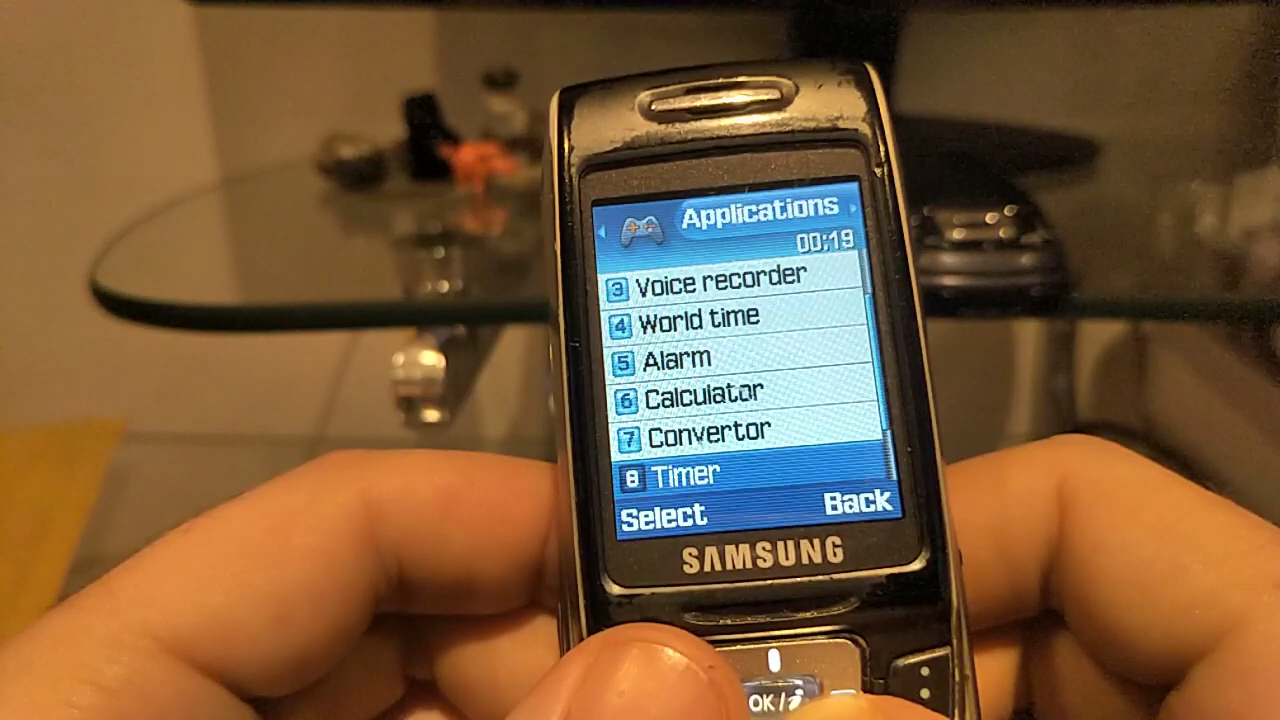 Applications
00:19
3 Voice recorder
4 World time
5 Alarm
6 Calculator
7 Convertor
8 Timer
Select Back
SAMSUNG
OK / i